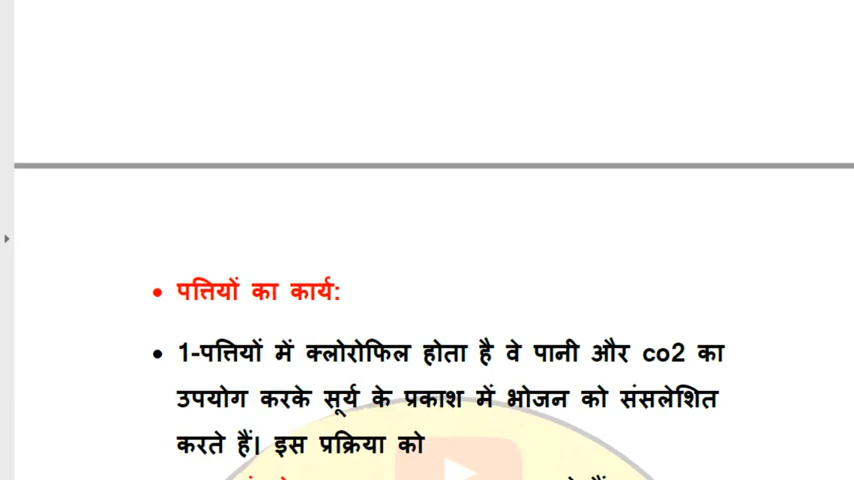 • पत्तियों का कार्य:
• 1-पत्तियों में क्लोरोफिल होता है वे पानी और co2 का
उपयोग करके सूर्य के प्रकाश में भोजन को संसलेशित
करते हैं। इस प्रक्रिया को